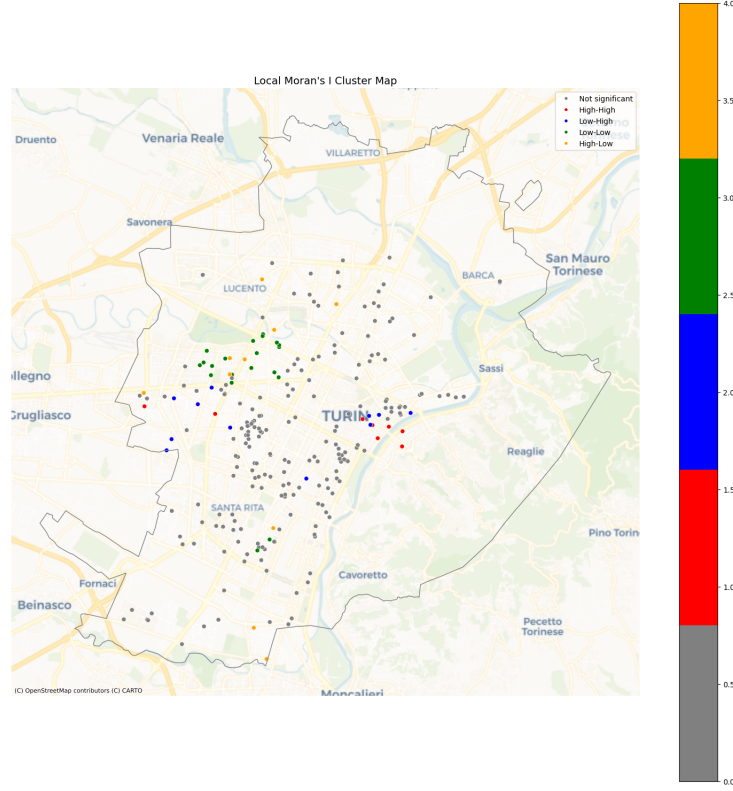 Local Moran's I Cluster Map
Not significant
High-High
Low-High
Low-Low
High-Low
Druento
Venaria Reale
VILLARETTO
Savonera
San Mauro
Torinese
BARCA
LUCENTO
Sassi
ollegno
Grugliasco
TURIN
Reaglie
SANTA RITA
Pino Torin
Cavoretto
Fornaci
Beinasco
Pecetto
Torinese
Moncalieri
(C) OpenStreetMap contributors (C) CARTO
4.0
3.5
3.0
2.5
2.0
1.5
1.0
0.5
0.0